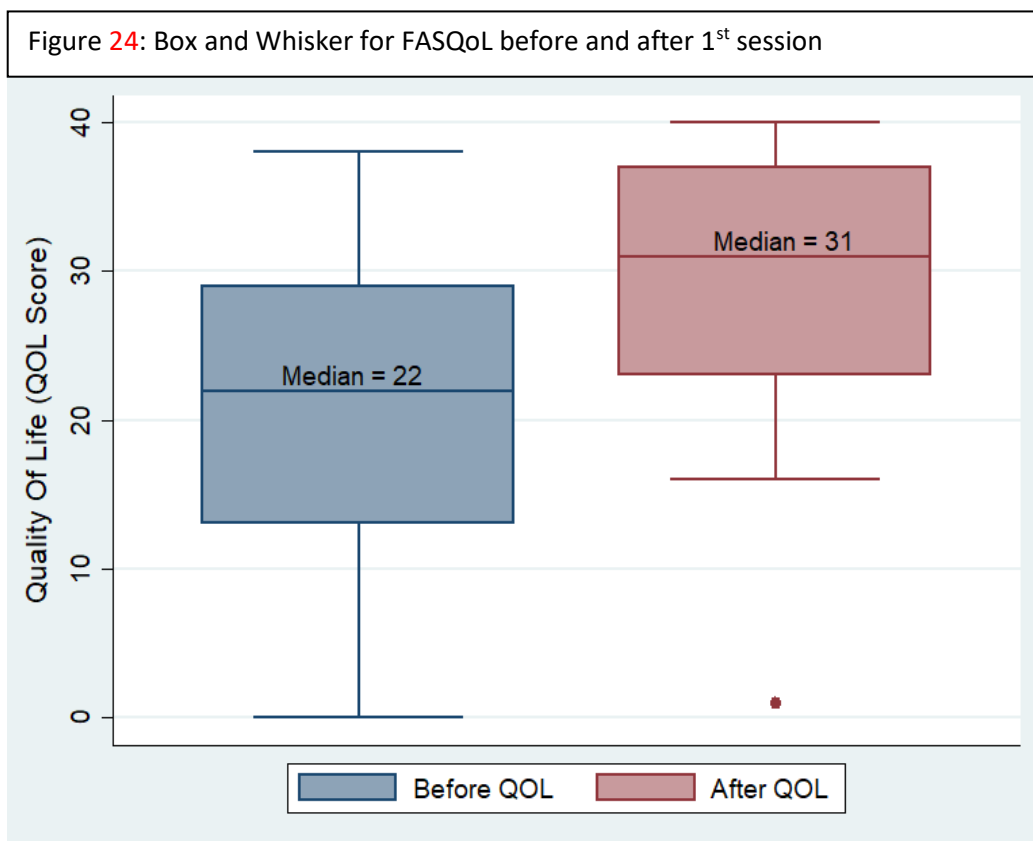 Figure 24: Box and Whisker for FASQoL before and after 1st session
40
30
20
10
0
Quality Of Life (QOL Score)
Median = 22
Median = 31
Before QOL
After QOL